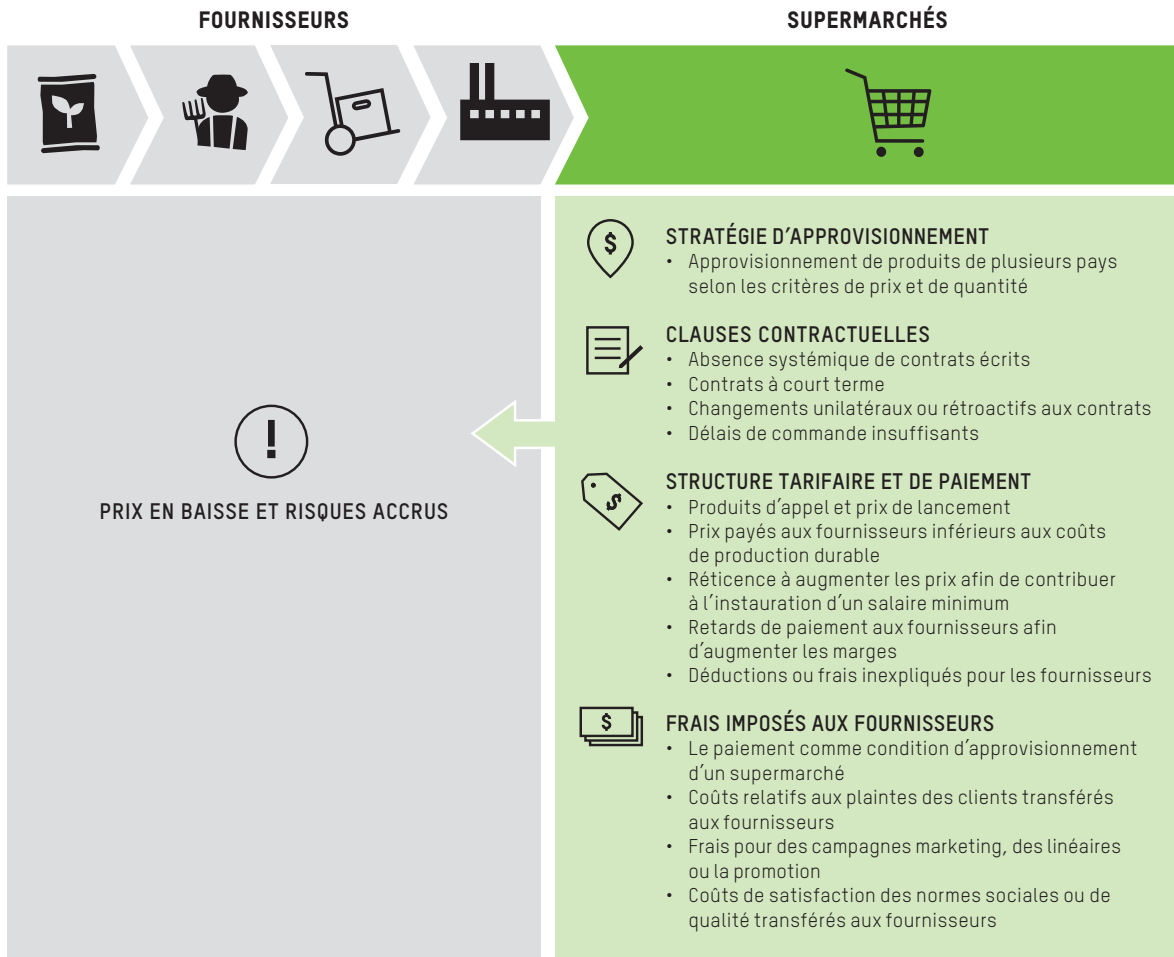 FOURNISSEURS
SUPERMARCHÉS
PRIX EN BAISSE ET RISQUES ACCRUS
!
$
STRATÉGIE D’APPROVISIONNEMENT
• Approvisionnement de produits de plusieurs pays
selon les critères de prix et de quantité
CLAUSES CONTRACTUELLES
• Absence systémique de contrats écrits
• Contrats à court terme
• Changements unilatéraux ou rétroactifs aux contrats
• Délais de commande insuffisants
$
STRUCTURE TARIFAIRE ET DE PAIEMENT
• Produits d’appel et prix de lancement
• Prix payés aux fournisseurs inférieurs aux coûts
de production durable
• Réticence à augmenter les prix afin de contribuer
à l’instauration d’un salaire minimum
• Retards de paiement aux fournisseurs afin
d’augmenter les marges
• Déductions ou frais inexpliqués pour les fournisseurs
$
FRAIS IMPOSÉS AUX FOURNISSEURS
• Le paiement comme condition d’approvisionnement
d’un supermarché
• Coûts relatifs aux plaintes des clients transférés
aux fournisseurs
• Frais pour des campagnes marketing, des linéaires
ou la promotion
• Coûts de satisfaction des normes sociales ou de
qualité transférés aux fournisseurs